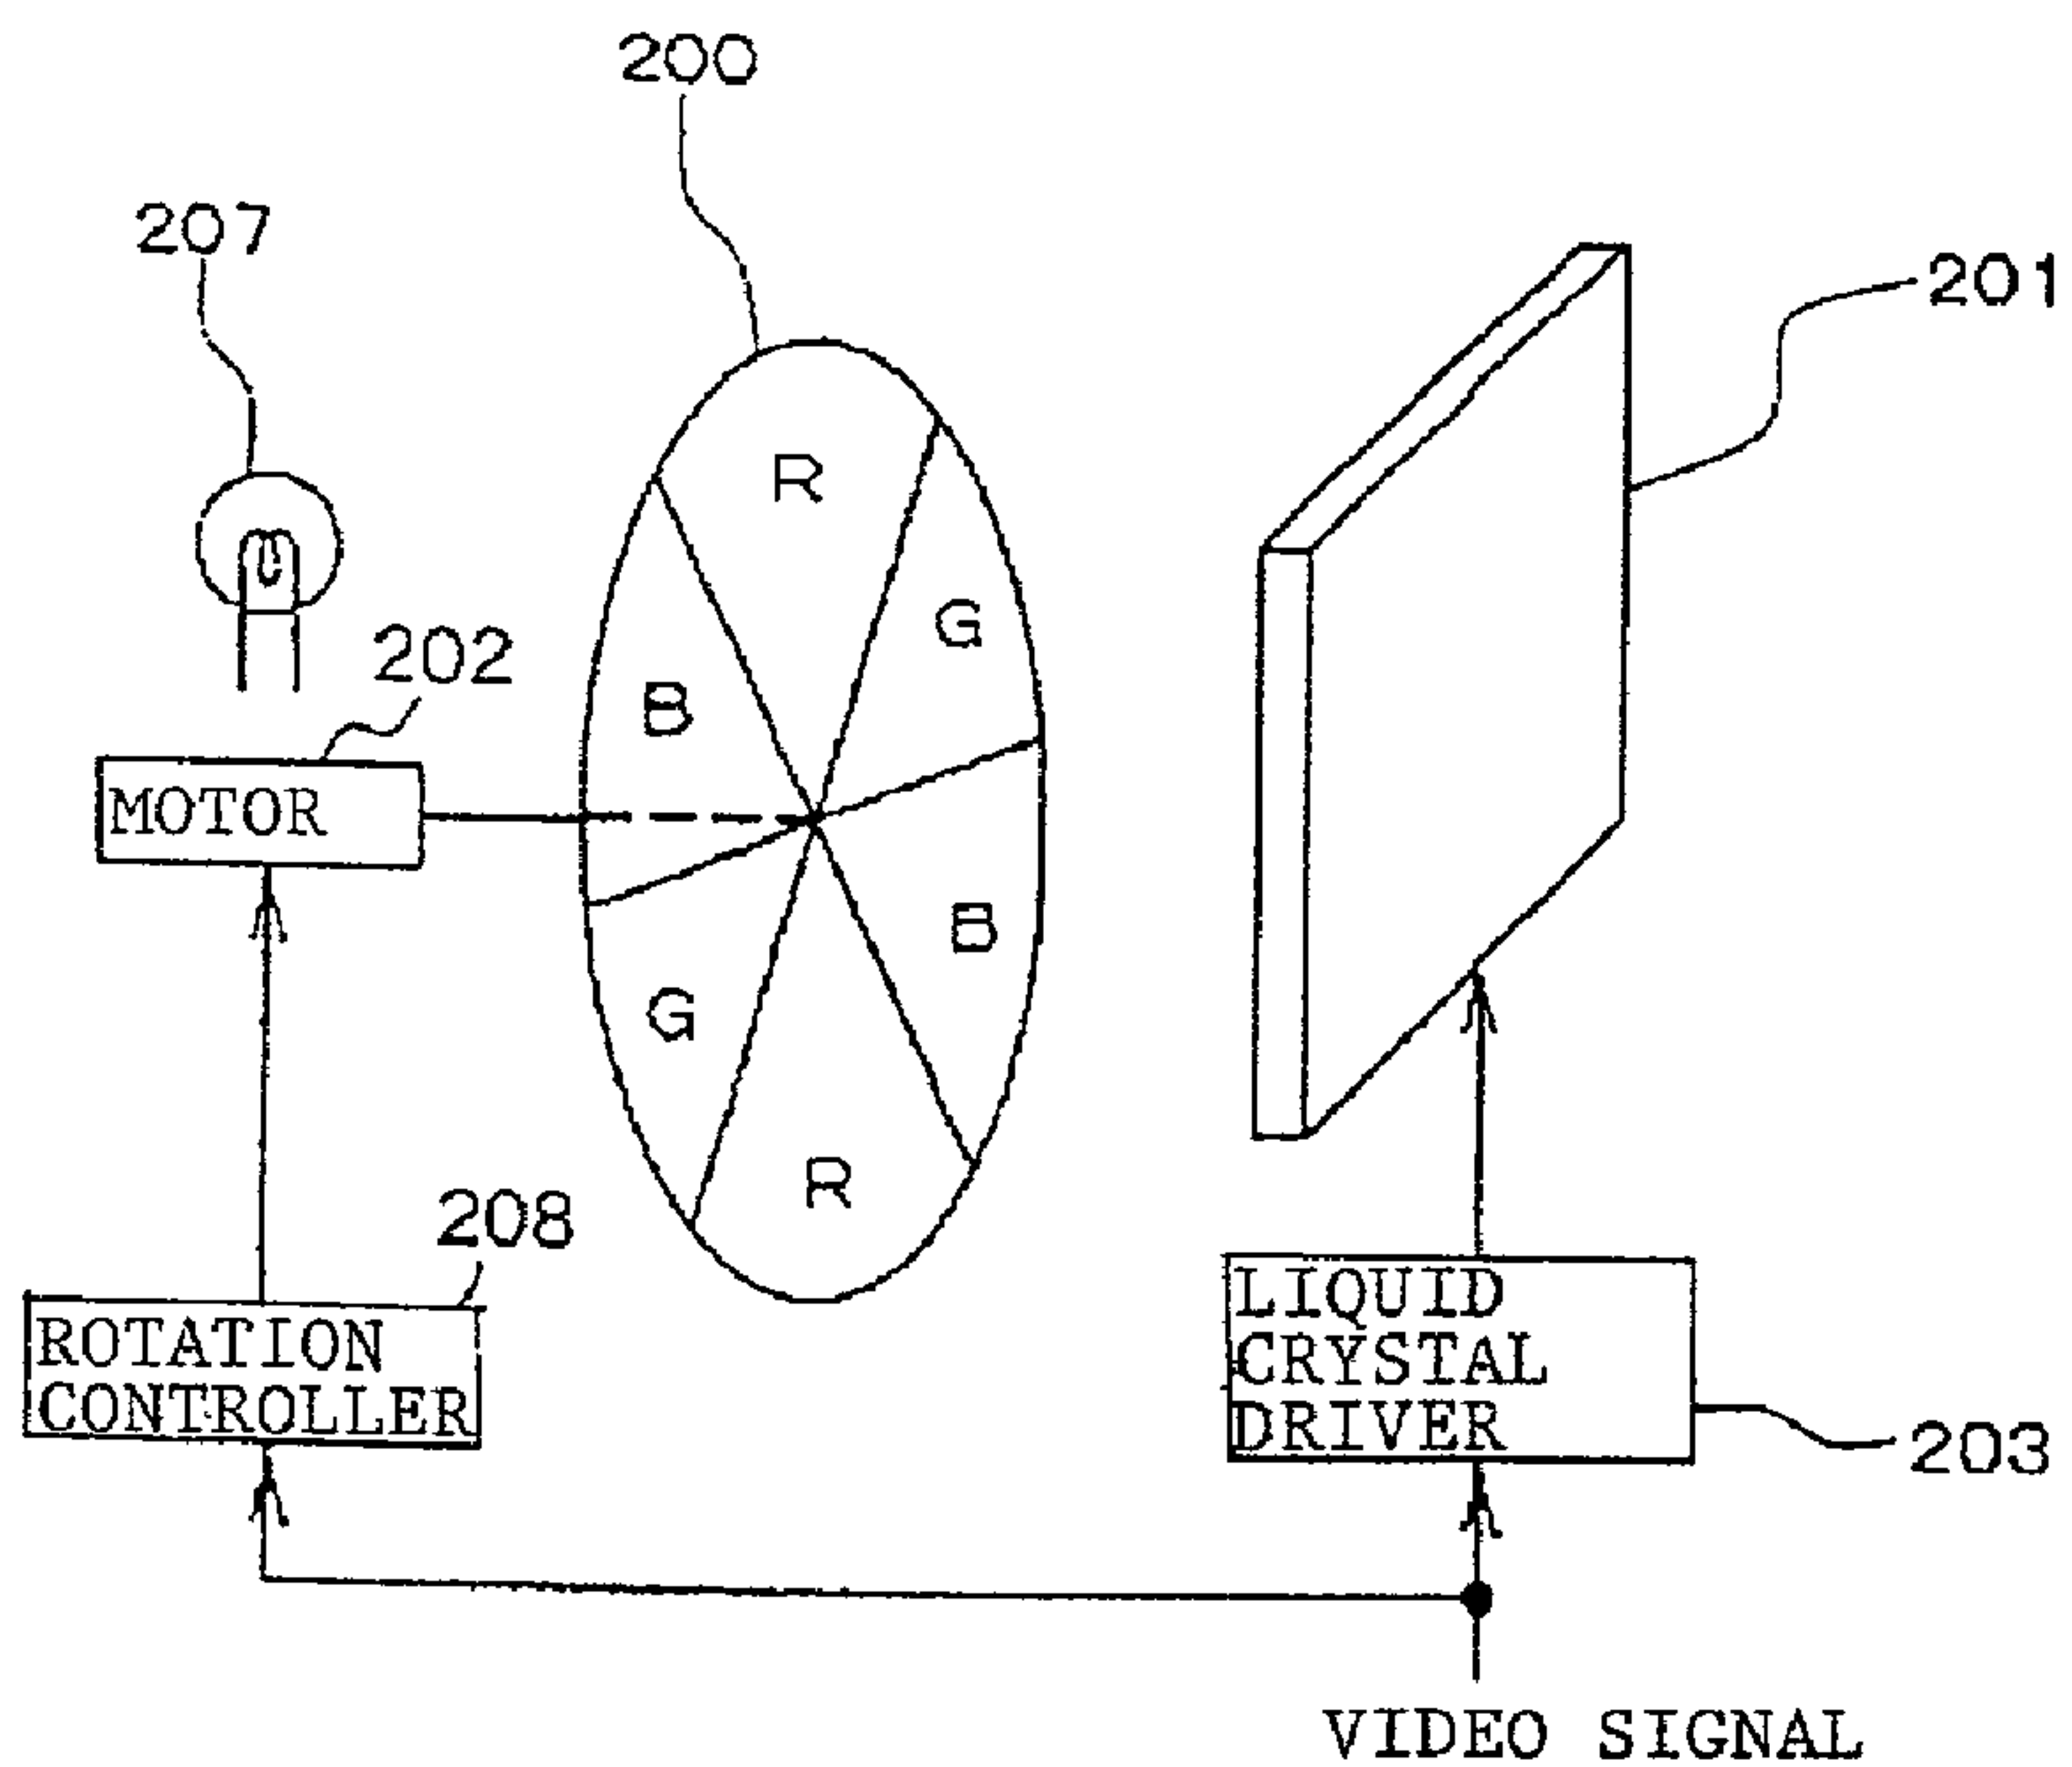 200
207
201
R
G
202
B
MOTOR
B
G
R
208
ROTATION
CONTROLLER
LIQUID
CRYSTAL
DRIVER
203
VIDEO SIGNAL